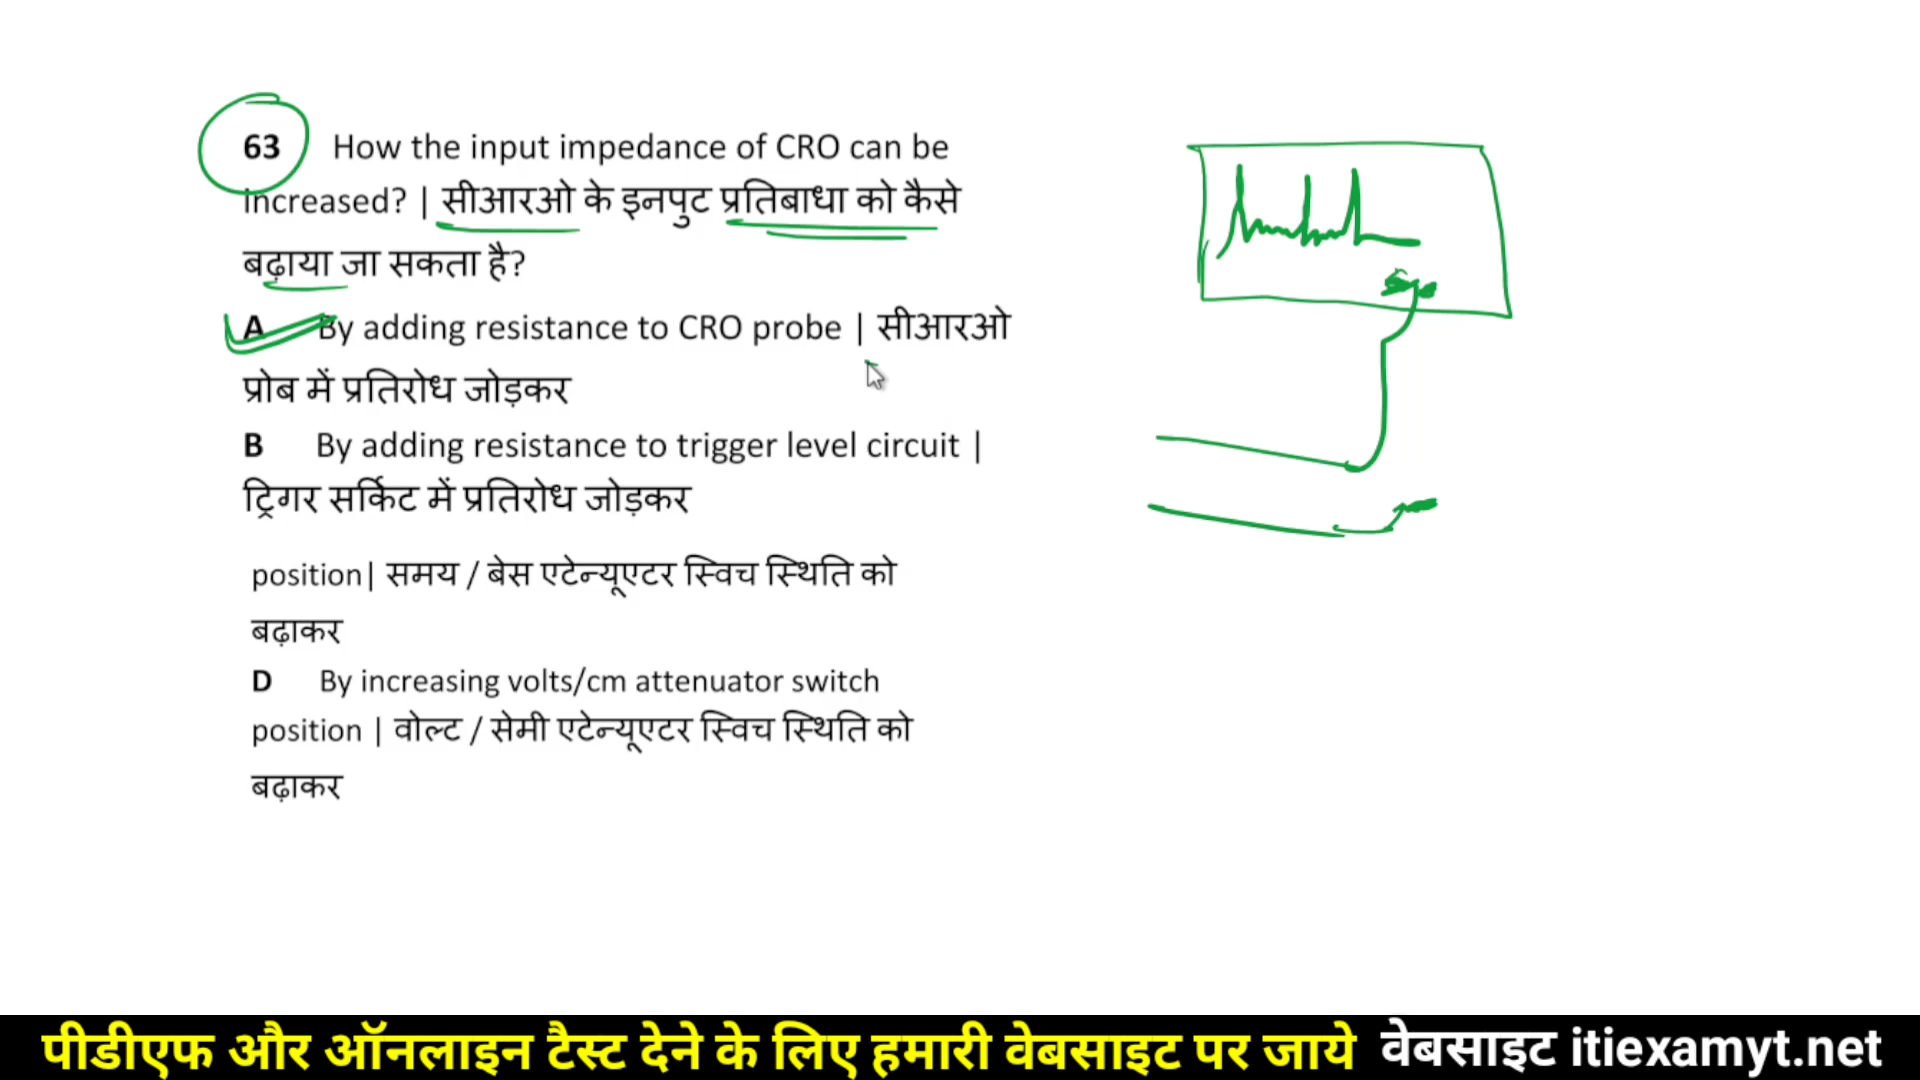 63 How the input impedance of CRO can be
increased? | सीआरओ के इनपुट प्रतिबाधा को कैसे
बढ़ाया जा सकता है?
A By adding resistance to CRO probe | सीआरओ
प्रोब में प्रतिरोध जोड़कर
B By adding resistance to trigger level circuit |
ट्रिगर सर्किट में प्रतिरोध जोड़कर
position| समय / बेस एटेन्यूएटर स्विच स्थिति को
बढ़ाकर
D By increasing volts/cm attenuator switch
position | वोल्ट / सेमी एटेन्यूएटर स्विच स्थिति को
बढ़ाकर
पीडीएफ और ऑनलाइन टैस्ट देने के लिए हमारी वेबसाइट पर जाये वेबसाइट itiexamyt.net